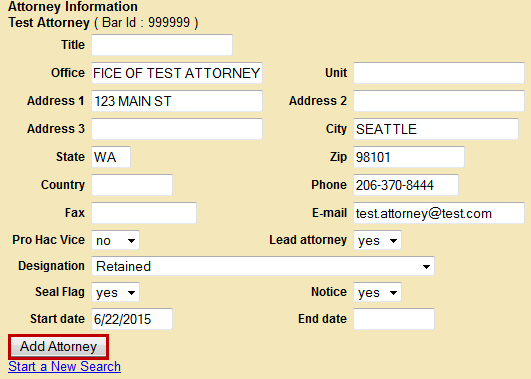 Attorney Information
Test Attorney ( Bar Id : 999999 )
Title
Office FICE OF TEST ATTORNEY Unit
Address 1 123 MAIN ST Address 2
Address 3 City SEATTLE
State WA Zip 98101
Country Phone 206-370-8444
Fax E-mail test.attorney@test.com
Pro Hac Vice no Lead attorney yes
Designation Retained
Seal Flag yes Notice yes
Start date 6/22/2015 End date
Add Attorney
Start a New Search